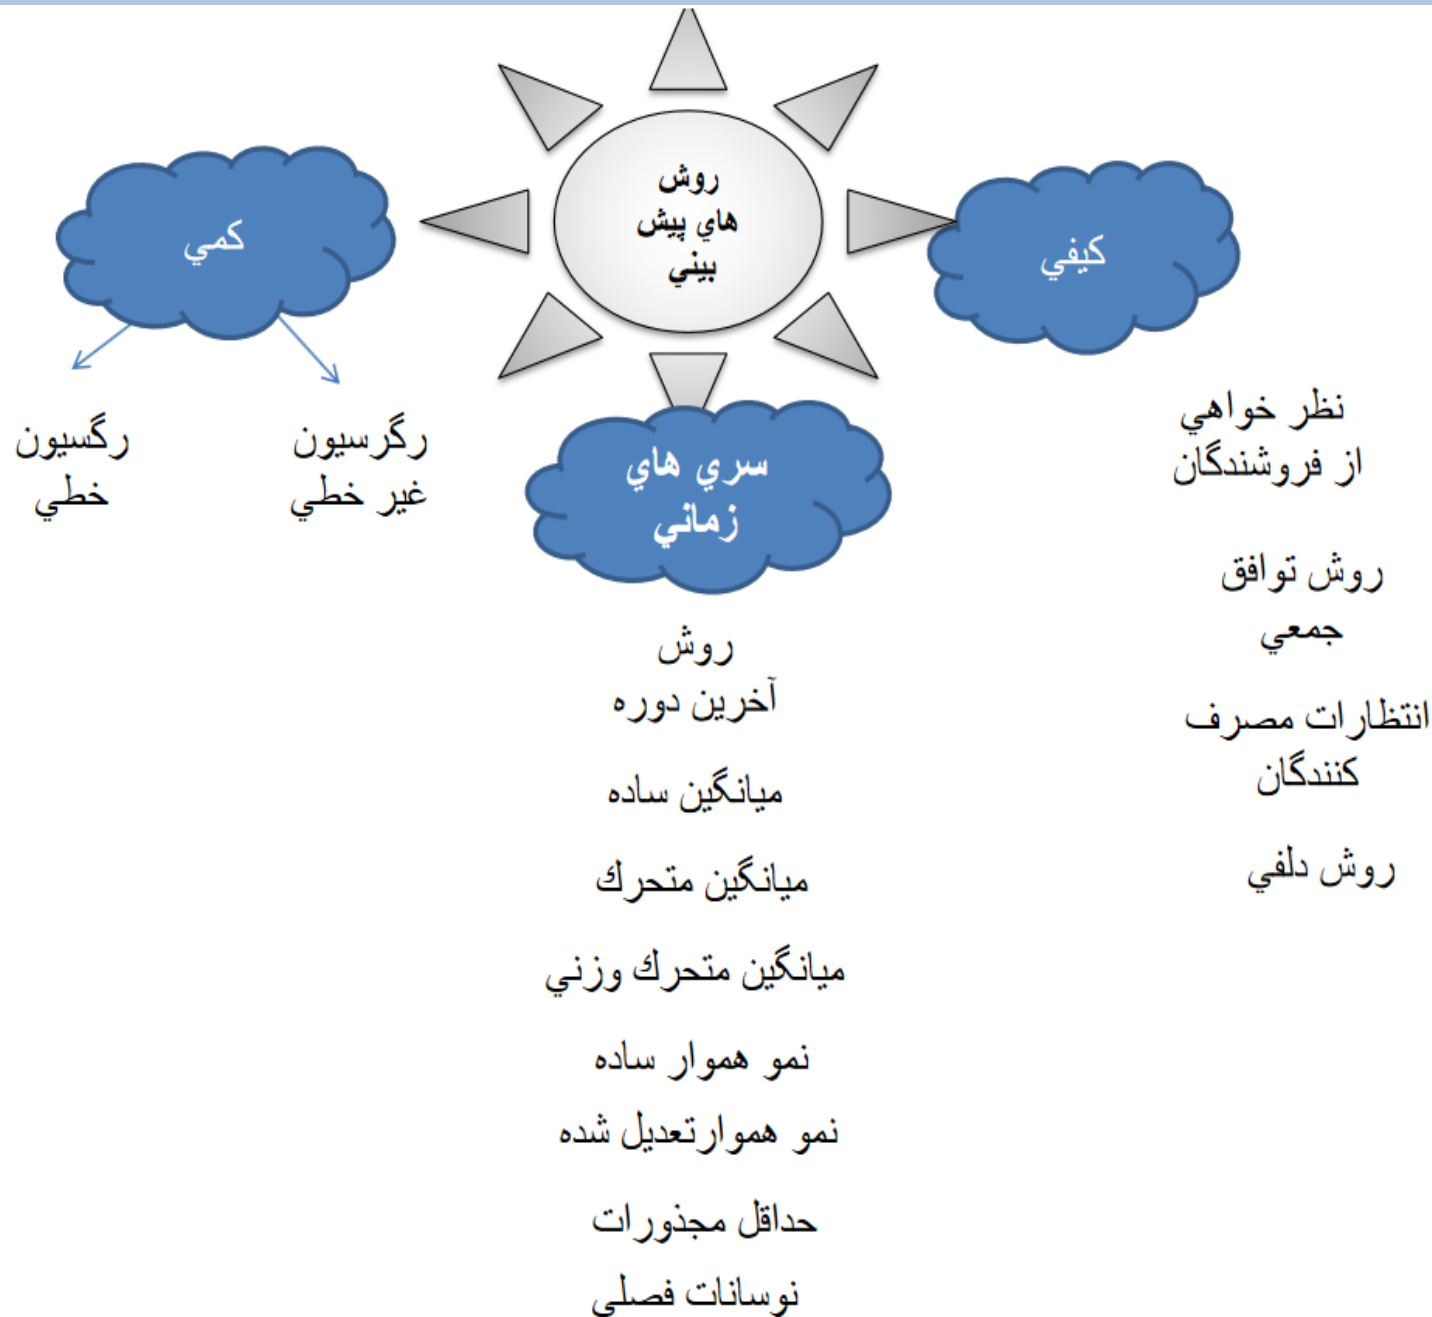 روش
هاي پيش
بيني
كيفي
نظر خواهي
از فروشندگان
روش توافق
جمعي
انتظارات مصرف
كنندگان
روش دلفي
سري هاي
زماني
روش
آخرين دوره
ميانگين ساده
ميانگين متحرك
ميانگين متحرك وزني
نمو هموار ساده
نمو هموارتعديل شده
حداقل مجذورات
نوسانات فصلي
كمي
رگرسيون
غير خطي
رگسيون
خطي